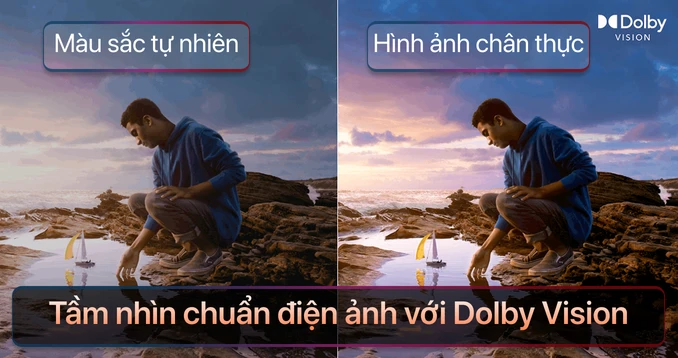 Màu sắc tự nhiên
Hình ảnh chân thực
Dolby
VISION
Tầm nhìn chuẩn điện ảnh với Dolby Vision